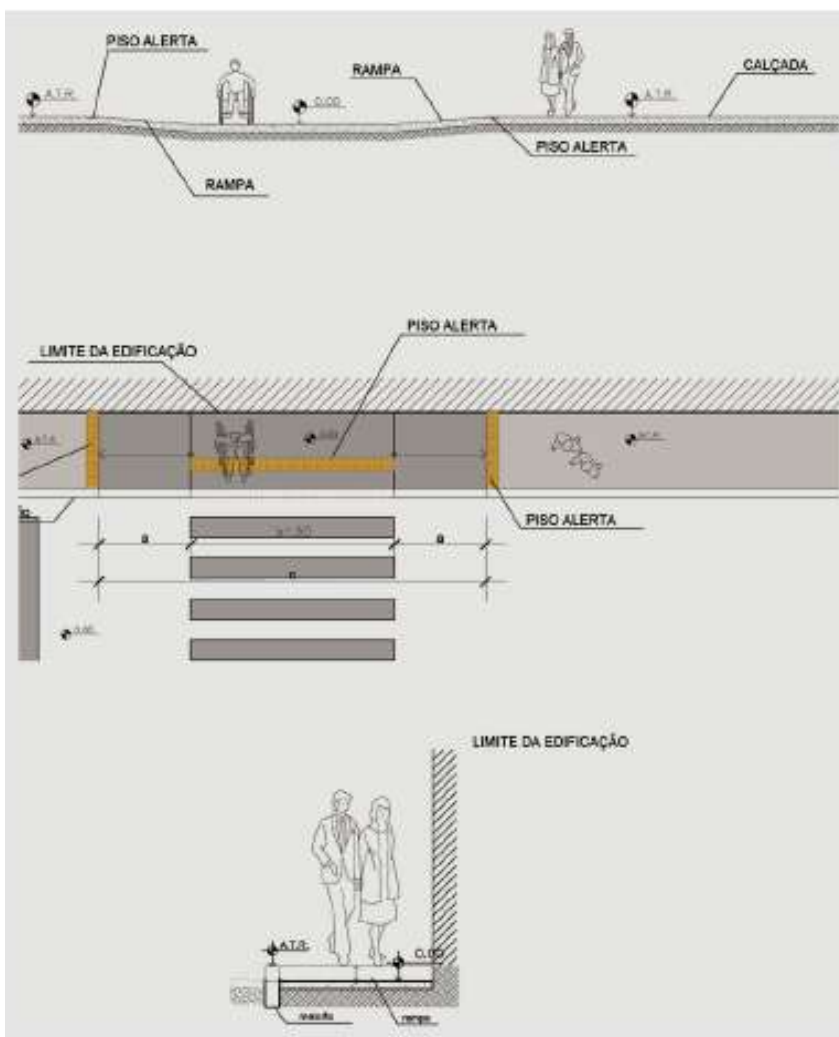 PISO ALERTA
A.T.R.
RAMPA
0.00
RAMPA
A.T.R.
CALÇADA
PISO ALERTA
PISO ALERTA
LIMITE DA EDIFICAÇÃO
PISO ALERTA
a
a
LIMITE DA EDIFICAÇÃO
A.T.R.
0.00
rampa